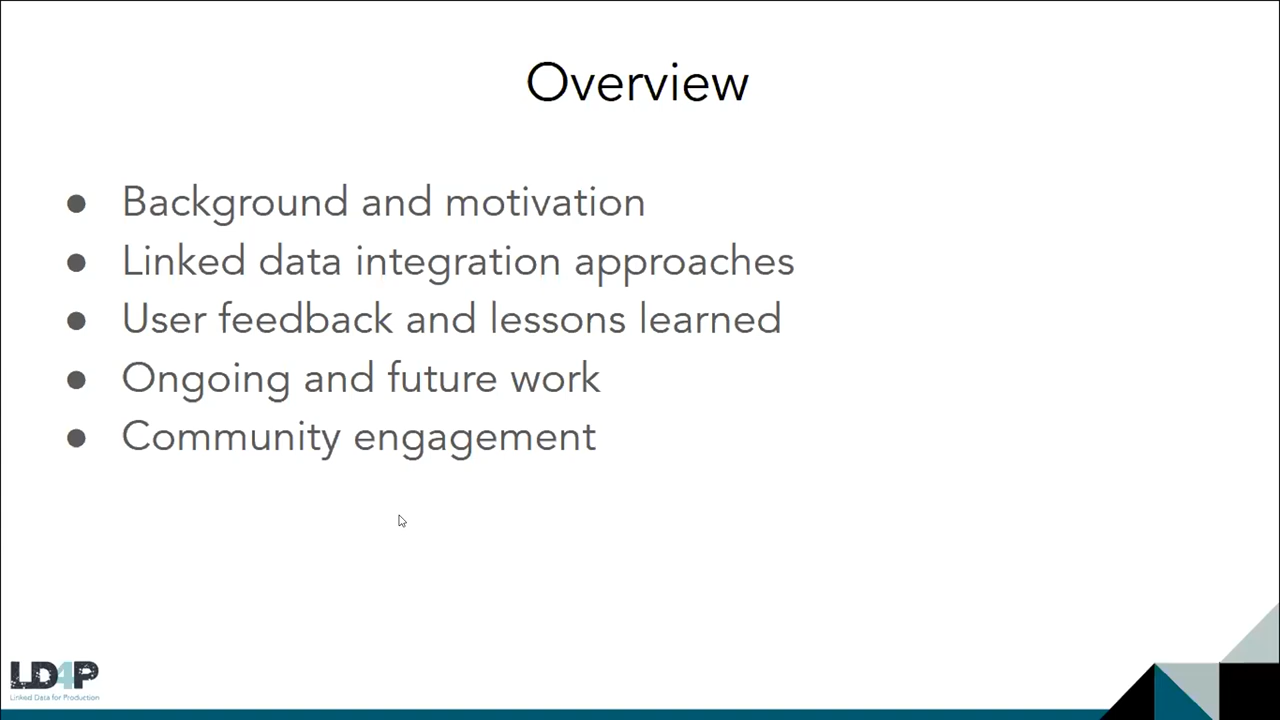 Overview
● Background and motivation
● Linked data integration approaches
● User feedback and lessons learned
● Ongoing and future work
● Community engagement
LD4P
Linked Data for Production